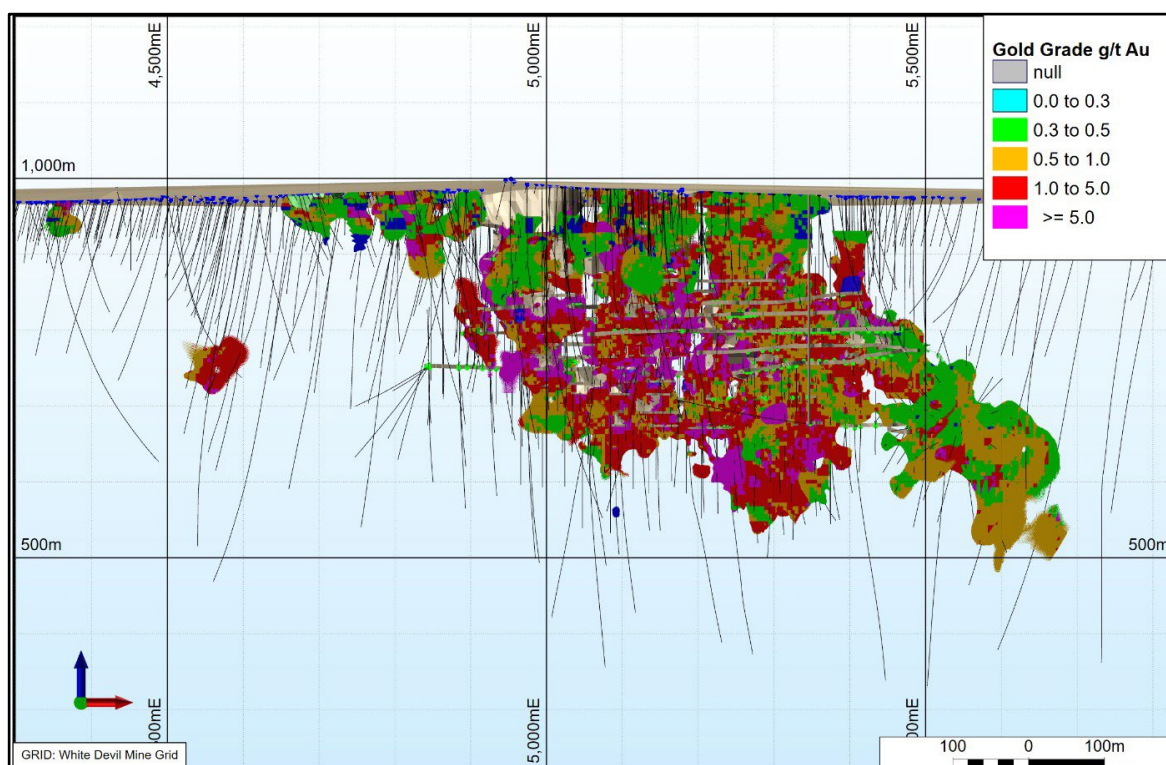 4,500mE
5,000mE
5,500mE
Gold Grade g/t Au
null
0.0 to 0.3
0.3 to 0.5
0.5 to 1.0
1.0 to 5.0
>= 5.0
1,000m
500m
500m
5,000mE
GRID: White Devil Mine Grid
100 0 100m